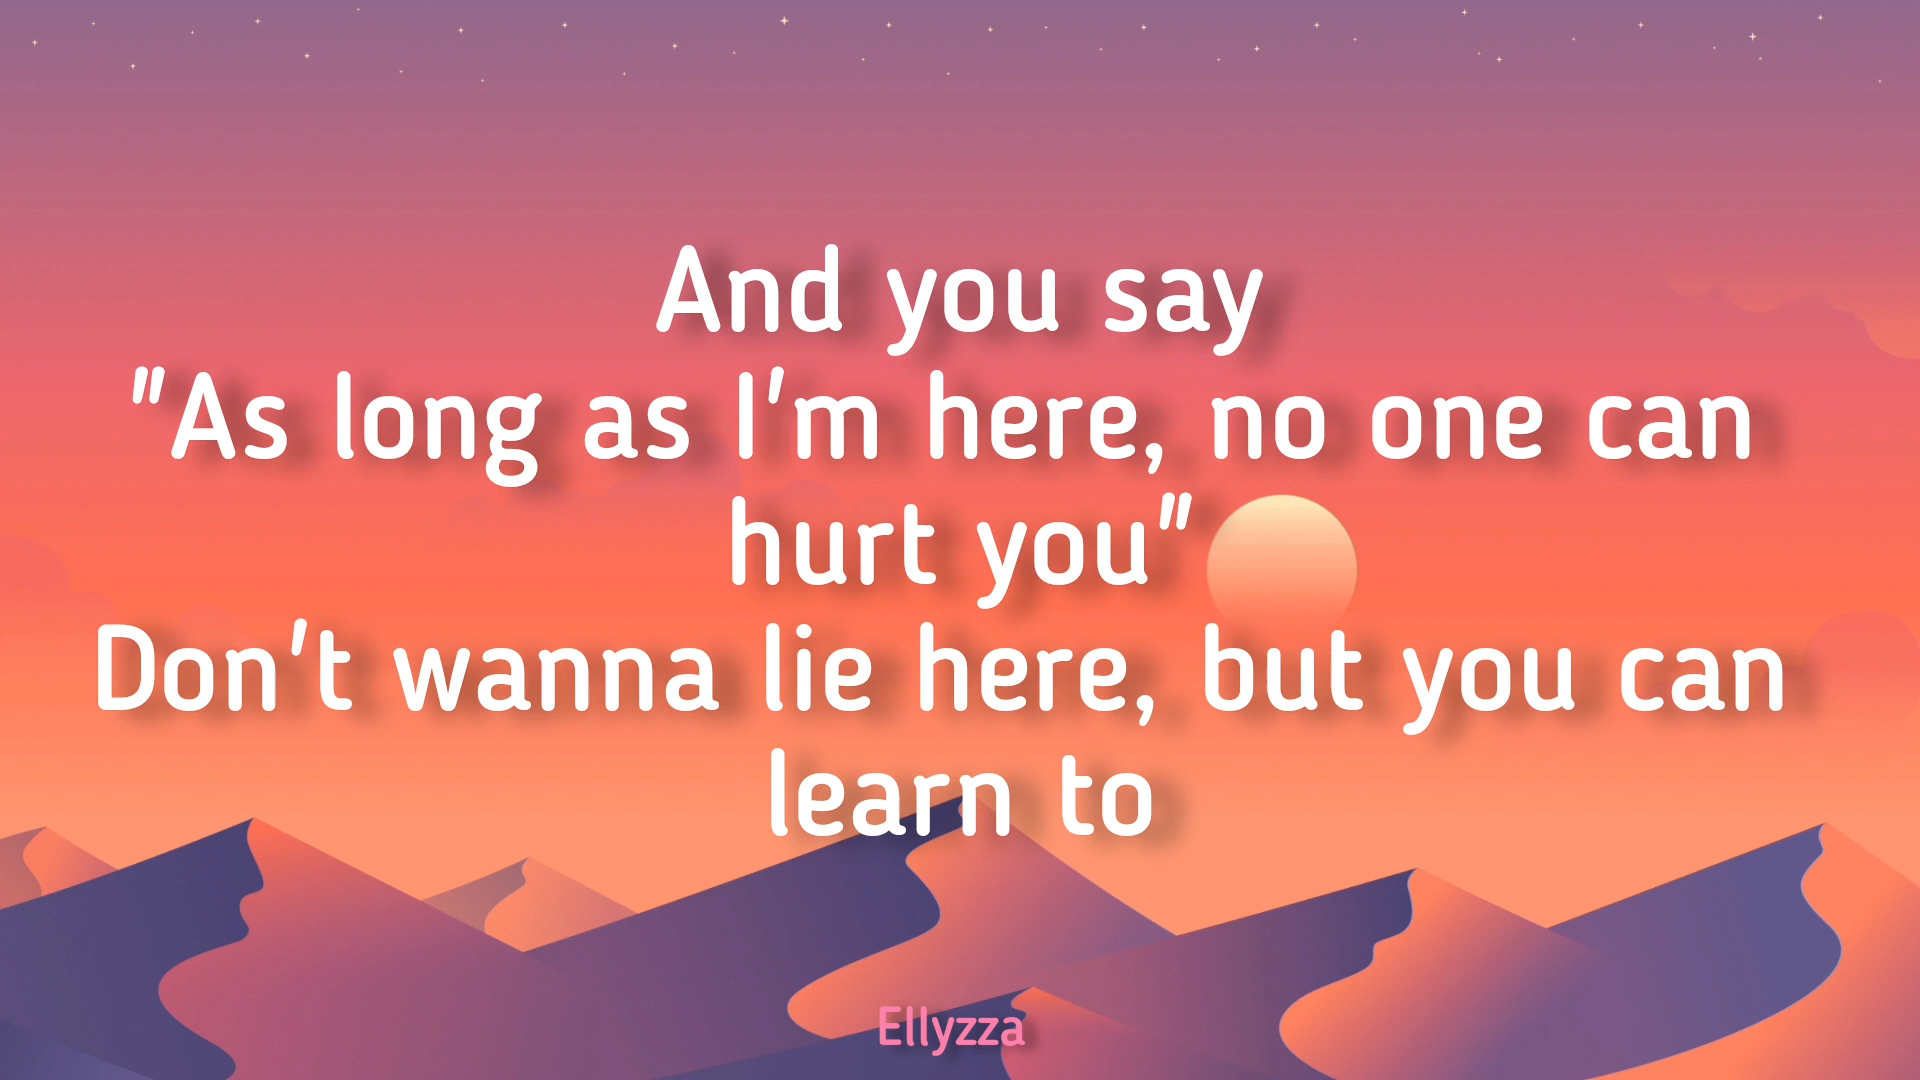 And you say
"As long as I'm here, no one can
hurt you"
Don't wanna lie here, but you can
learn to
Ellyzza